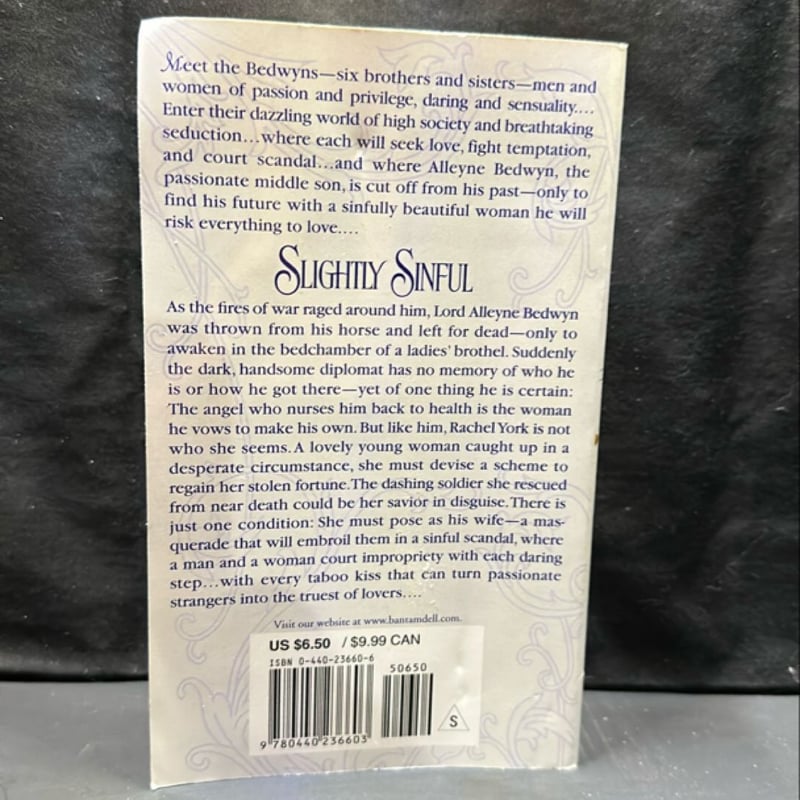 Meet the Bedwyns—six brothers and sisters—men and
women of passion and privilege, daring and sensuality....
Enter their dazzling world of high society and breathtaking
seduction...where each will seek love, fight temptation,
and court scandal...and where Alleyne Bedwyn, the
passionate middle son, is cut off from his past—only to
find his future with a sinfully beautiful woman he will
risk everything to love....
SLIGHTLY SINFUL
As the fires of war raged around him, Lord Alleyne Bedwyn
was thrown from his horse and left for dead—only to
awaken in the bedchamber of a ladies' brothel. Suddenly
the dark, handsome diplomat has no memory of who he
is or how he got there—yet of one thing he is certain:
The angel who nurses him back to health is the woman
he vows to make his own. But like him, Rachel York is not
who she seems. A lovely young woman caught up in a
desperate circumstance, she must devise a scheme to
regain her stolen fortune. The dashing soldier she rescued
from near death could be her savior in disguise. There is
just one condition: She must pose as his wife—a mas-
querade that will embroil them in a sinful scandal, where
a man and a woman court impropriety with each daring
step...with every taboo kiss that can turn passionate
strangers into the truest of lovers....
Visit our website at www.bantamdell.com.
US $6.50 / $9.99 CAN
ISBN 0-440-23660-6
50650
S
9 780440 236603